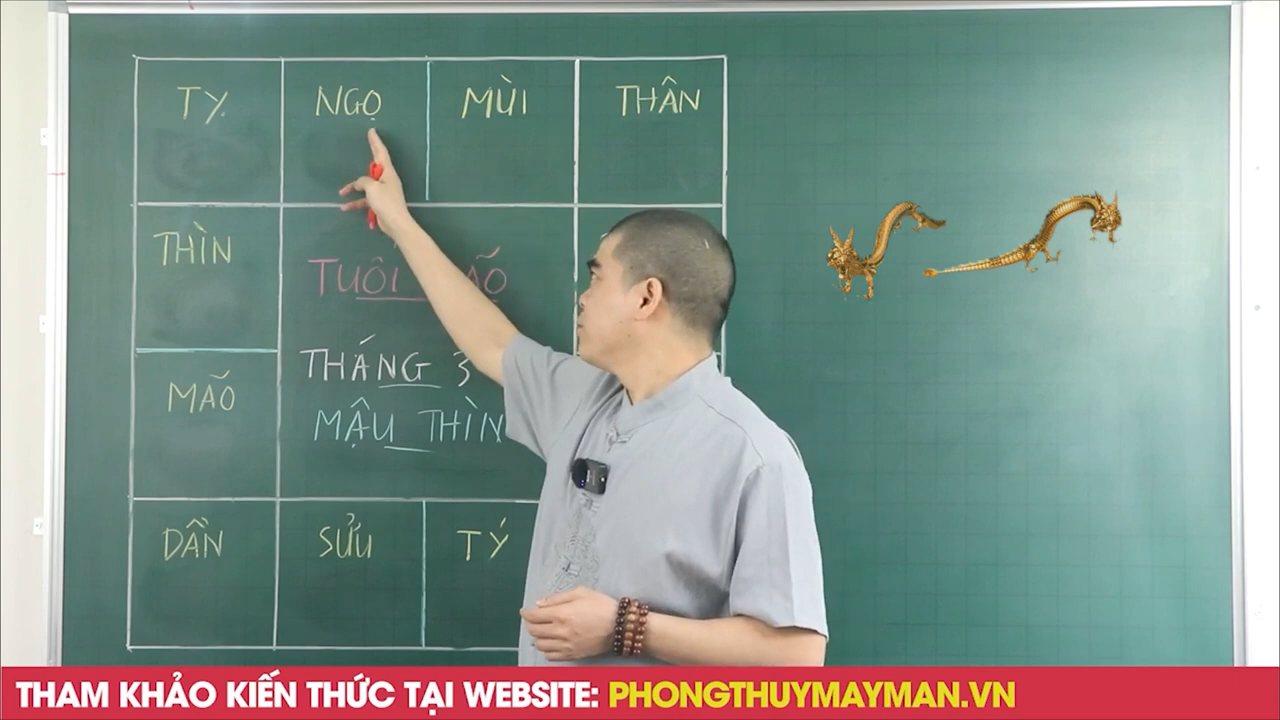 TỴ NGỌ MÙI THÂN
THÌN
TUỔI
MÃO
THÁNG 3
MẬU THÌN
DẦN SỬU TÝ
THAM KHẢO KIẾN THỨC TẠI WEBSITE: PHONGTHUYMAYMAN.VN